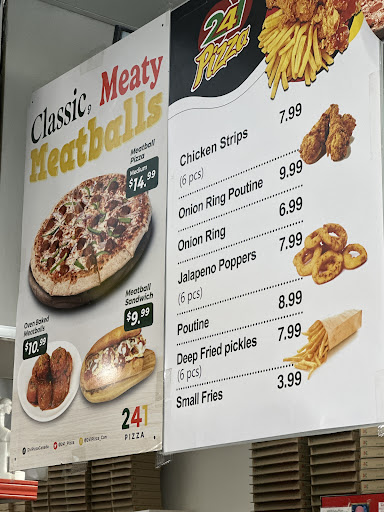 Classic,
Meaty
Meatballs
Meatball
Pizza
Medium
$14.99
Meatball
Sandwich
$9.99
Oven Baked
Meatballs
$10.99
241
PIZZA
241
Pizza
Chicken Strips 7.99
(6 pcs)
Onion Ring Poutine 9.99
Onion Ring 6.99
Jalapeno Poppers 7.99
(6 pcs)
Poutine 8.99
Deep Fried pickles 7.99
(6 pcs)
Small Fries 3.99